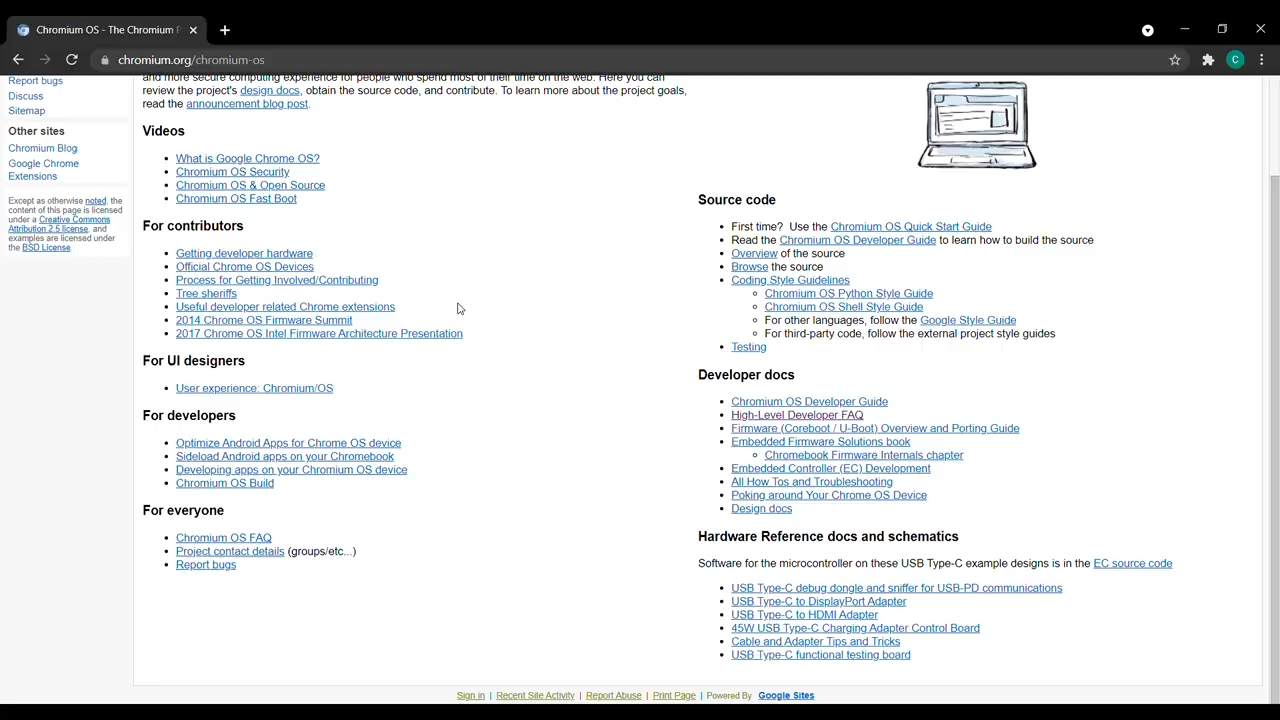 Chromium OS - The Chromium P
chromium.org/chromium-os
C
Report bugs
Discuss
Sitemap
Other sites
Chromium Blog
Google Chrome
Extensions
Except as otherwise noted, the
content of this page is licensed
under a Creative Commons
Attribution 2.5 license, and
examples are licensed under
the BSD License.
and more secure computing experience for people who spend most of their time on the web. Here you can
review the project's design docs, obtain the source code, and contribute. To learn more about the project goals,
read the announcement blog post.
Videos
What is Google Chrome OS?
Chromium OS Security
Chromium OS & Open Source
Chromium OS Fast Boot
For contributors
Getting developer hardware
Official Chrome OS Devices
Process for Getting Involved/Contributing
Tree sheriffs
Useful developer related Chrome extensions
2014 Chrome OS Firmware Summit
2017 Chrome OS Intel Firmware Architecture Presentation
For UI designers
User experience: Chromium/OS
For developers
Optimize Android Apps for Chrome OS device
Sideload Android apps on your Chromebook
Developing apps on your Chromium OS device
Chromium OS Build
For everyone
Chromium OS FAQ
Project contact details (groups/etc...)
Report bugs
Source code
First time? Use the Chromium OS Quick Start Guide
Read the Chromium OS Developer Guide to learn how to build the source
Overview of the source
Browse the source
Coding Style Guidelines
Chromium OS Python Style Guide
Chromium OS Shell Style Guide
For other languages, follow the Google Style Guide
For third-party code, follow the external project style guides
Testing
Developer docs
Chromium OS Developer Guide
High-Level Developer FAQ
Firmware (Coreboot / U-Boot) Overview and Porting Guide
Embedded Firmware Solutions book
Chromebook Firmware Internals chapter
Embedded Controller (EC) Development
All How Tos and Troubleshooting
Poking around Your Chrome OS Device
Design docs
Hardware Reference docs and schematics
Software for the microcontroller on these USB Type-C example designs is in the EC source code
USB Type-C debug dongle and sniffer for USB-PD communications
USB Type-C to DisplayPort Adapter
USB Type-C to HDMI Adapter
45W USB Type-C Charging Adapter Control Board
Cable and Adapter Tips and Tricks
USB Type-C functional testing board
Sign in | Recent Site Activity | Report Abuse | Print Page | Powered By Google Sites